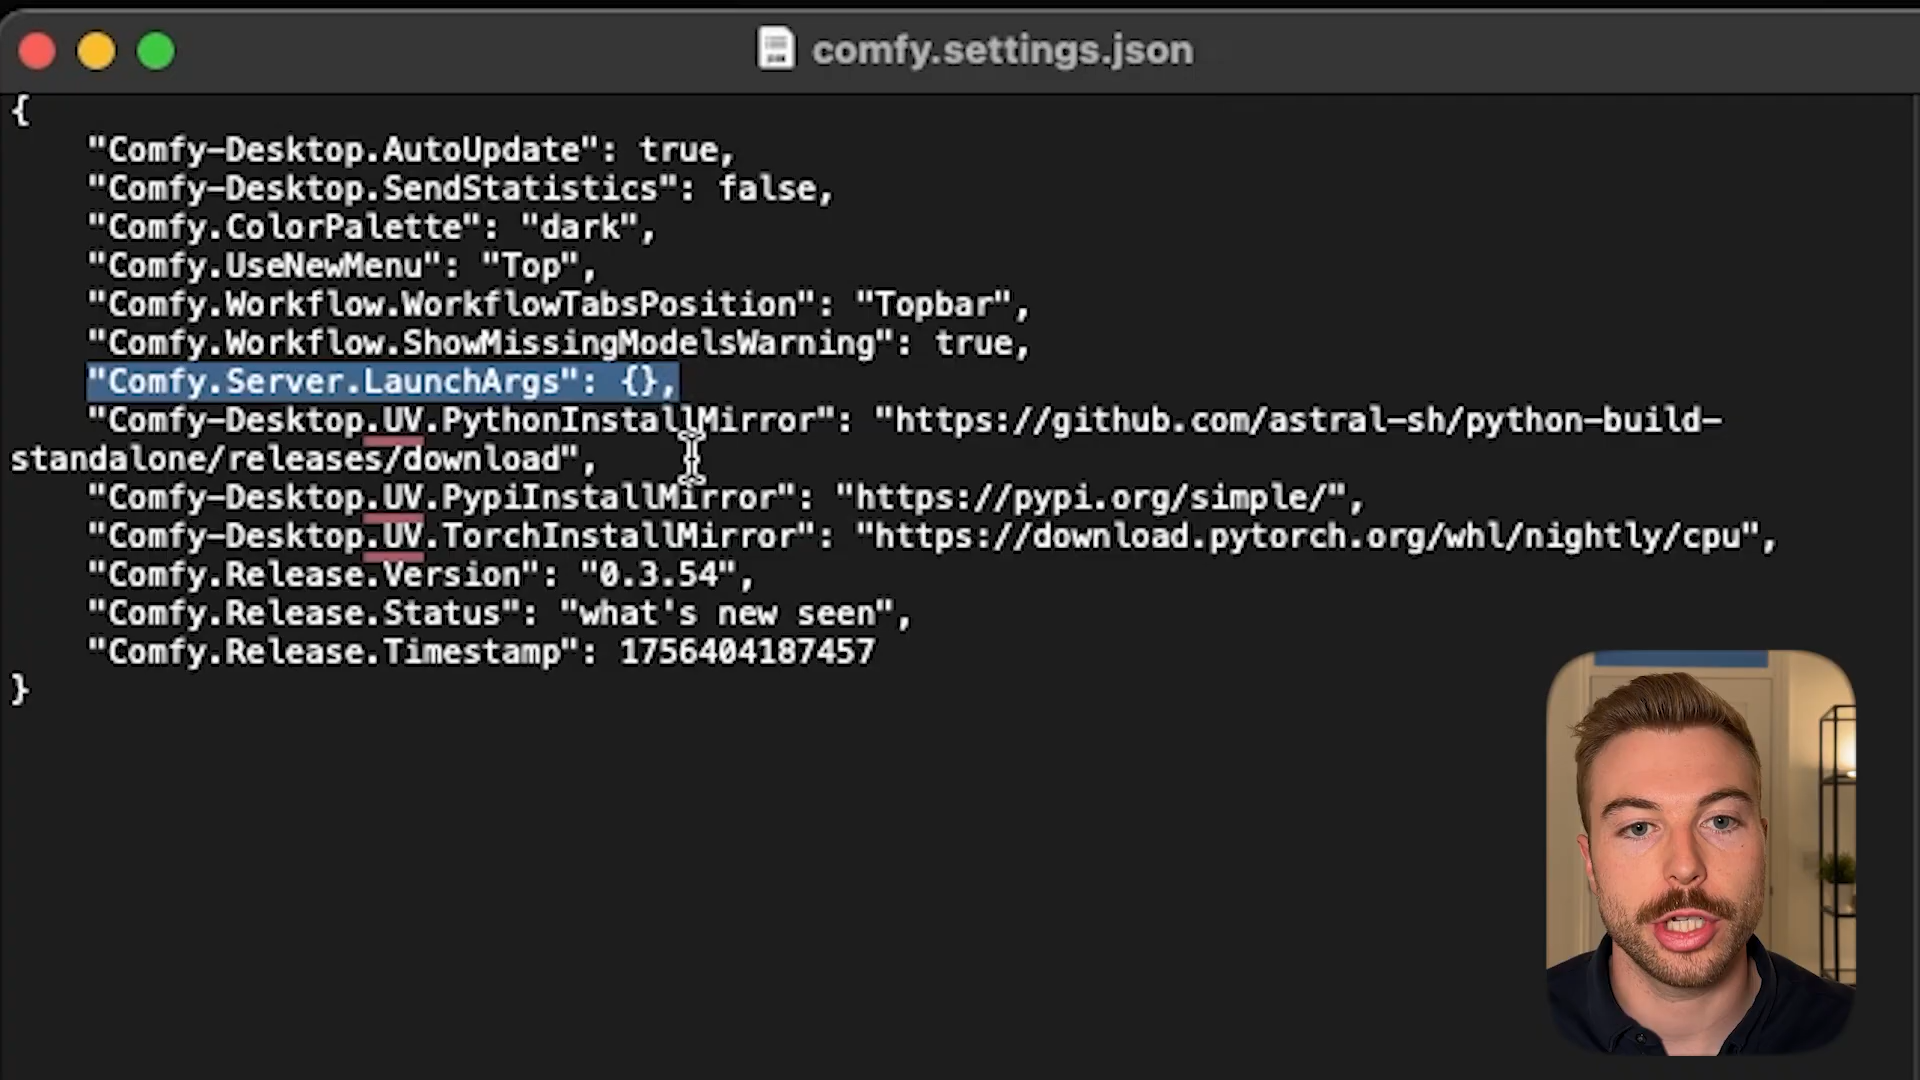 comfy.settings.json
{
"Comfy-Desktop.AutoUpdate": true,
"Comfy-Desktop.SendStatistics": false,
"Comfy.ColorPalette": "dark",
"Comfy.UseNewMenu": "Top",
"Comfy.Workflow.WorkflowTabsPosition": "Topbar",
"Comfy.Workflow.ShowMissingModelsWarning": true,
"Comfy.Server.LaunchArgs": {},
"Comfy-Desktop.UV.PythonInstallMirror": "https://github.com/astral-sh/python-build-
standalone/releases/download",
"Comfy-Desktop.UV.PypiInstallMirror": "https://pypi.org/simple/",
"Comfy-Desktop.UV.TorchInstallMirror": "https://download.pytorch.org/whl/nightly/cpu",
"Comfy.Release.Version": "0.3.54",
"Comfy.Release.Status": "what's new seen",
"Comfy.Release.Timestamp": 1756404187457
}